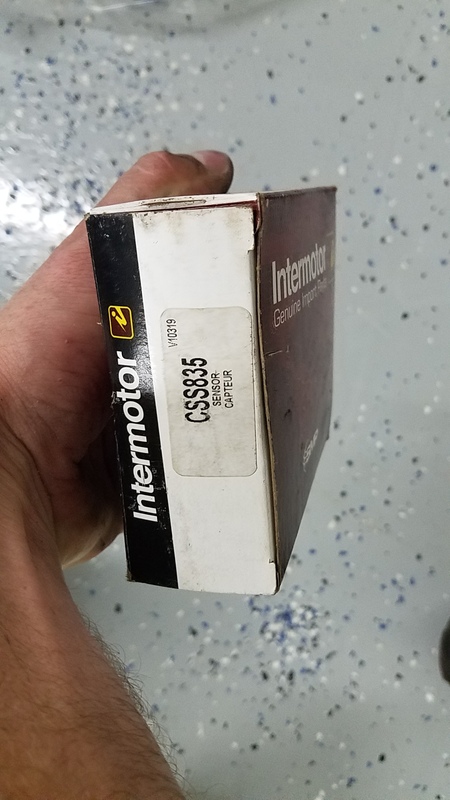 Intermotor
V10319
CSS835
SENSOR-
CAPTEUR
Intermotor
Genuine Import Parts